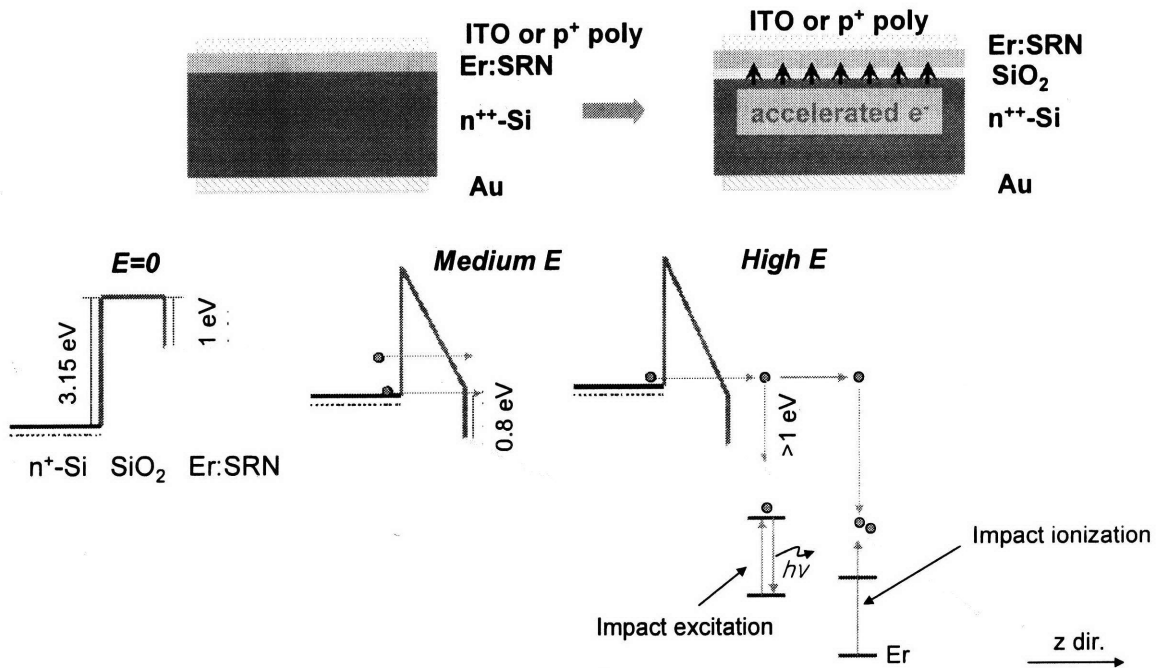 ITO or p+ poly
Er:SRN
n++-Si
Au
ITO or p+ poly
Er:SRN
SiO2
accelerated e-
n++-Si
Au
E=0
Medium E
High E
3.15 eV
1 eV
0.8 eV
>1 eV
n+-Si SiO2 Er:SRN
hν
Impact ionization
Impact excitation
Er
z dir.